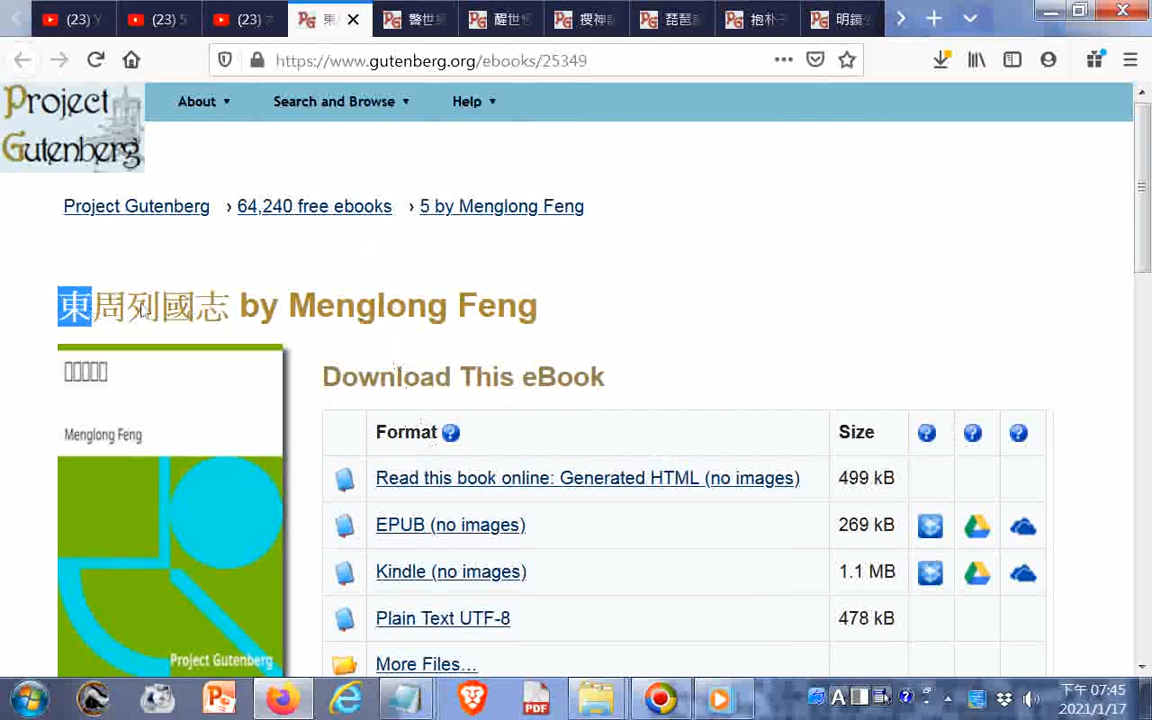 (23) Y
(23) 5
(23)
東
警世
醒世
搜神
琵琶
抱朴
明鏡
https://www.gutenberg.org/ebooks/25349
Project Gutenberg
About
Search and Browse
Help
Project Gutenberg › 64,240 free ebooks › 5 by Menglong Feng
東周列國志 by Menglong Feng
Menglong Feng
Project Gutenberg
Download This eBook
Format Size
Read this book online: Generated HTML (no images) 499 kB
EPUB (no images) 269 kB
Kindle (no images) 1.1 MB
Plain Text UTF-8 478 kB
More Files…
PDF
A
下午 07:45
2021/1/17